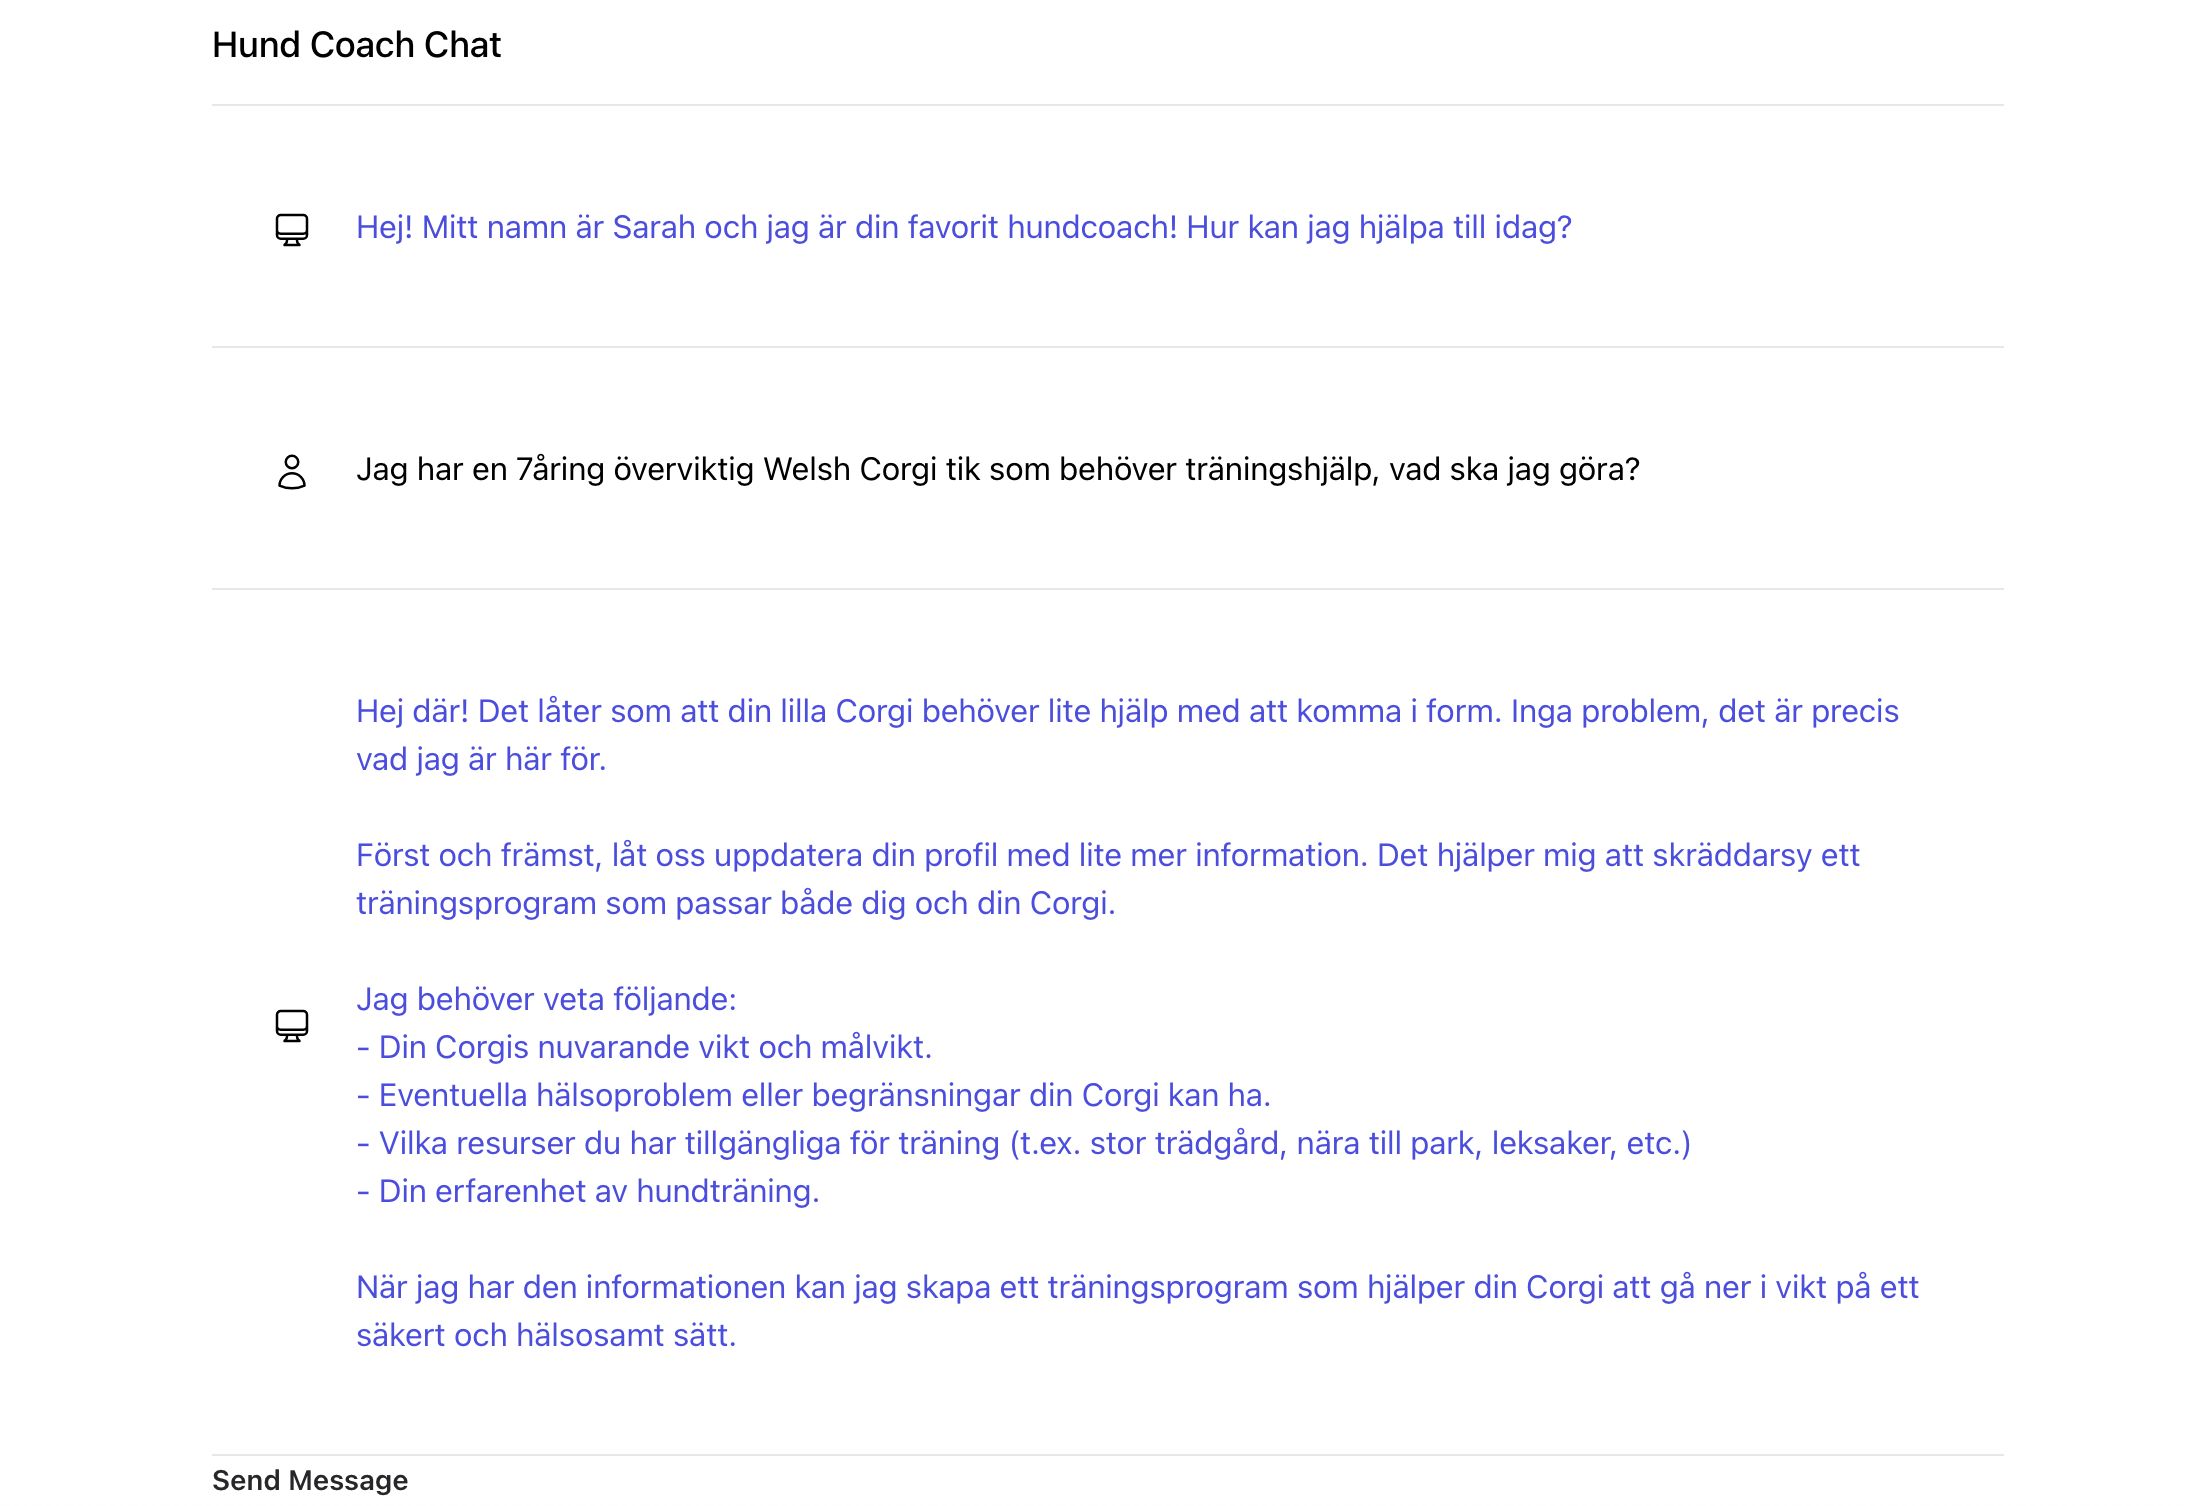 Hund Coach Chat
Hej! Mitt namn är Sarah och jag är din favorit hundcoach! Hur kan jag hjälpa till idag?
Jag har en 7åring överviktig Welsh Corgi tik som behöver träningshjälp, vad ska jag göra?
Hej där! Det låter som att din lilla Corgi behöver lite hjälp med att komma i form. Inga problem, det är precis
vad jag är här för.
Först och främst, låt oss uppdatera din profil med lite mer information. Det hjälper mig att skräddarsy ett
träningsprogram som passar både dig och din Corgi.
Jag behöver veta följande:
- Din Corgis nuvarande vikt och målvikt.
- Eventuella hälsoproblem eller begränsningar din Corgi kan ha.
- Vilka resurser du har tillgängliga för träning (t.ex. stor trädgård, nära till park, leksaker, etc.)
- Din erfarenhet av hundträning.
När jag har den informationen kan jag skapa ett träningsprogram som hjälper din Corgi att gå ner i vikt på ett
säkert och hälsosamt sätt.
Send Message